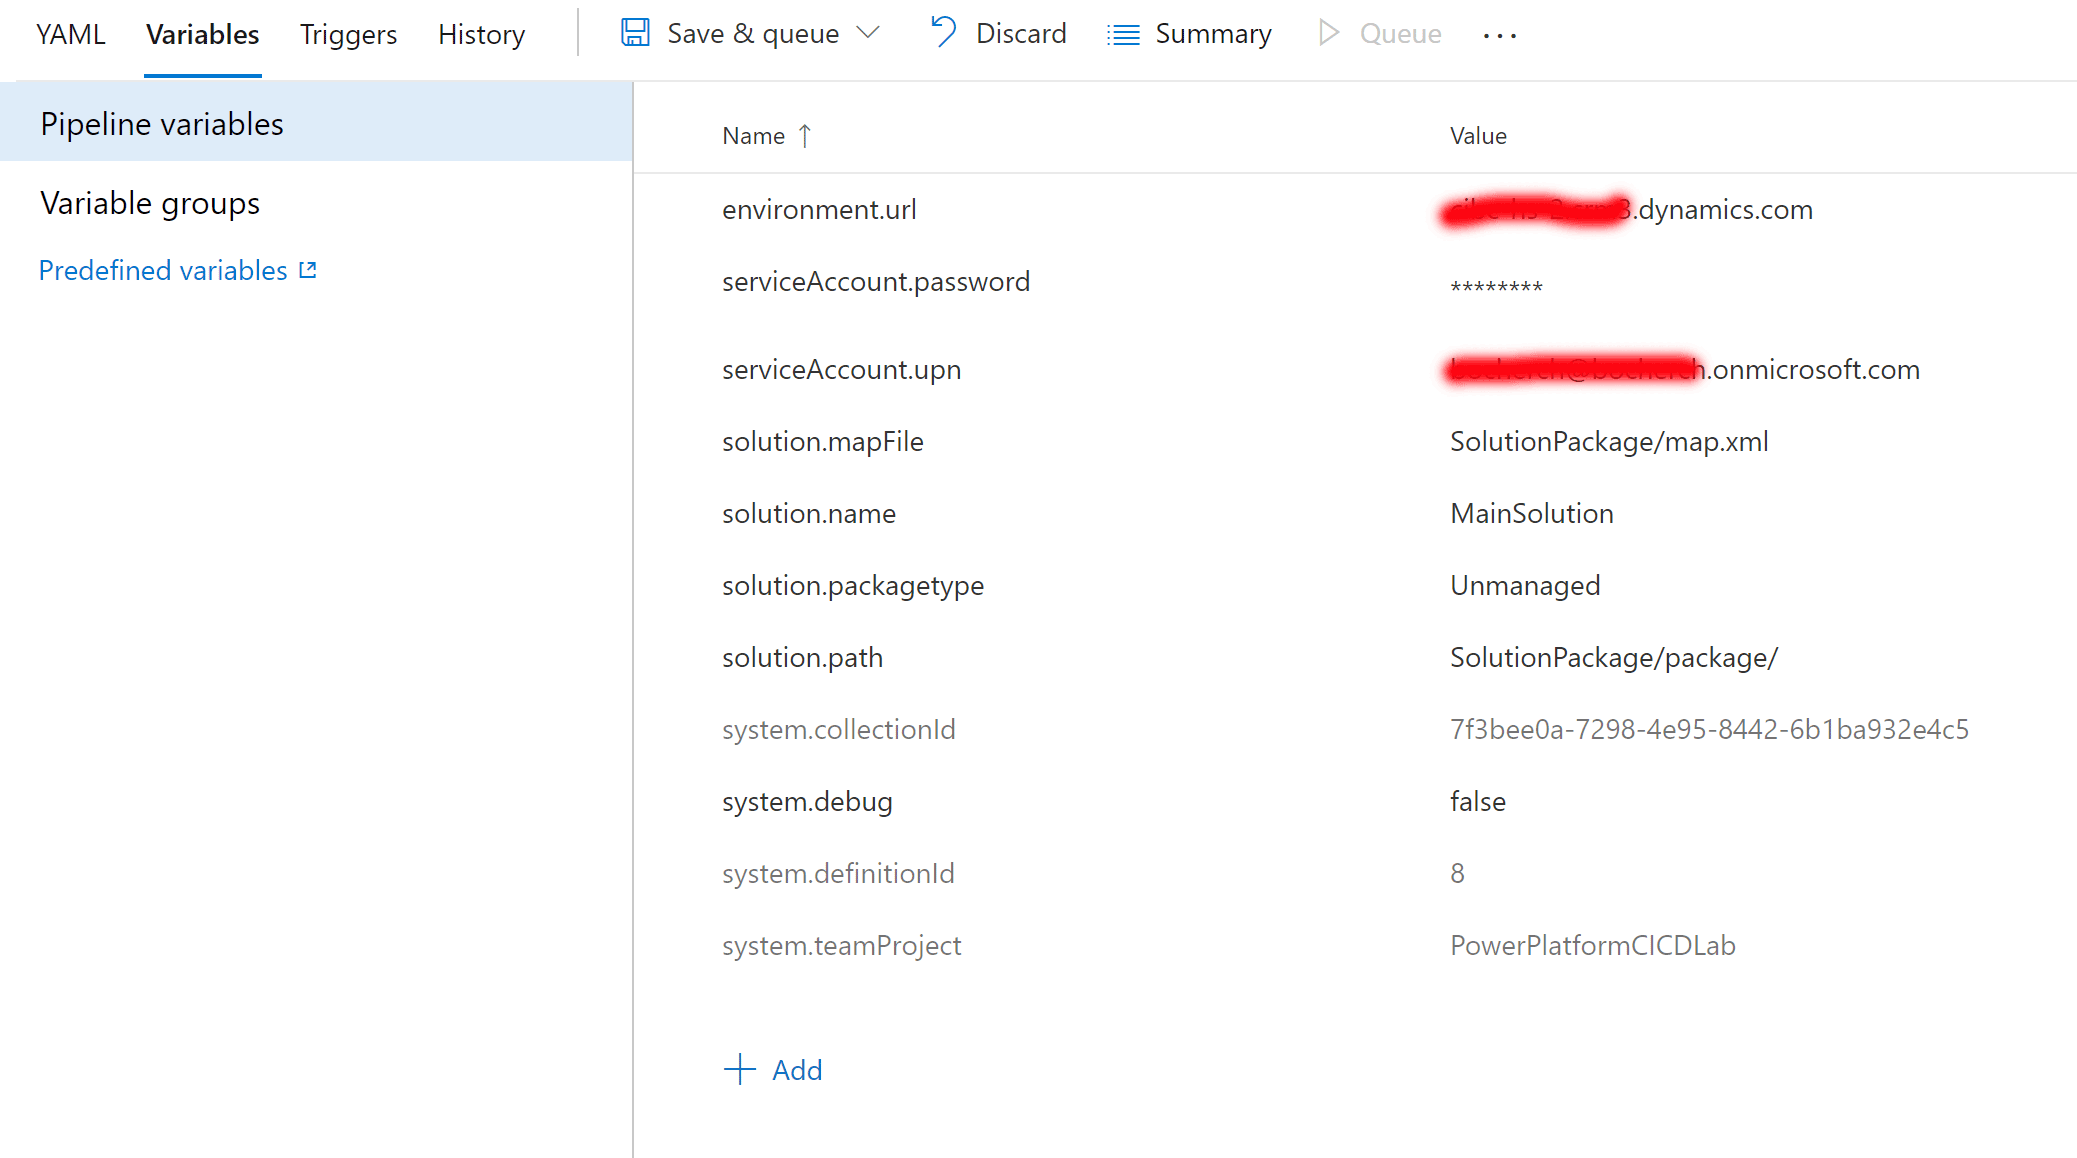 YAML Variables Triggers History Save & queue Discard Summary Queue ...
Pipeline variables
Variable groups
Predefined variables
Name ↑ Value
environment.url .dynamics.com
serviceAccount.password ********
serviceAccount.upn .onmicrosoft.com
solution.mapFile SolutionPackage/map.xml
solution.name MainSolution
solution.packagetype Unmanaged
solution.path SolutionPackage/package/
system.collectionId 7f3bee0a-7298-4e95-8442-6b1ba932e4c5
system.debug false
system.definitionId 8
system.teamProject PowerPlatformCICDLab
+ Add